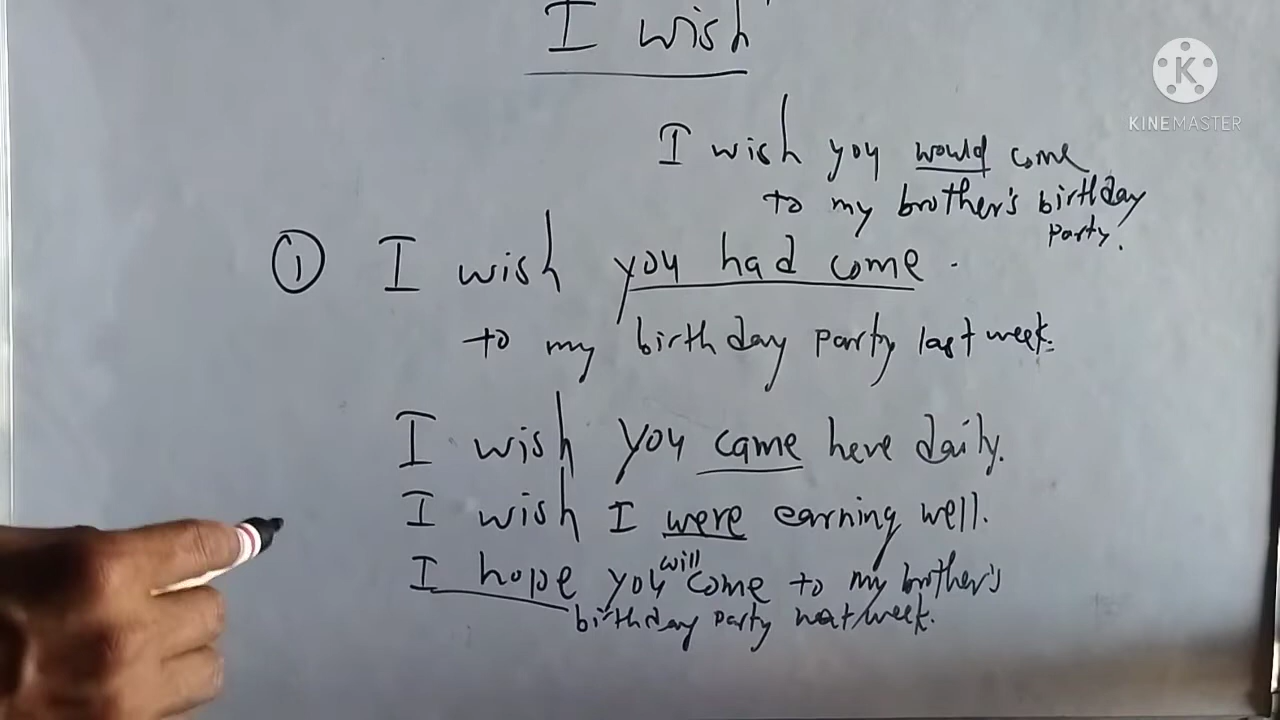 I wish
KINEMASTER
I wish you would come
to my brother's birthday
party.
① I wish you had come.
to my birthday party last week.
I wish you came here daily.
I wish I were earning well.
I hope you will come to my brother's
birthday party next week.